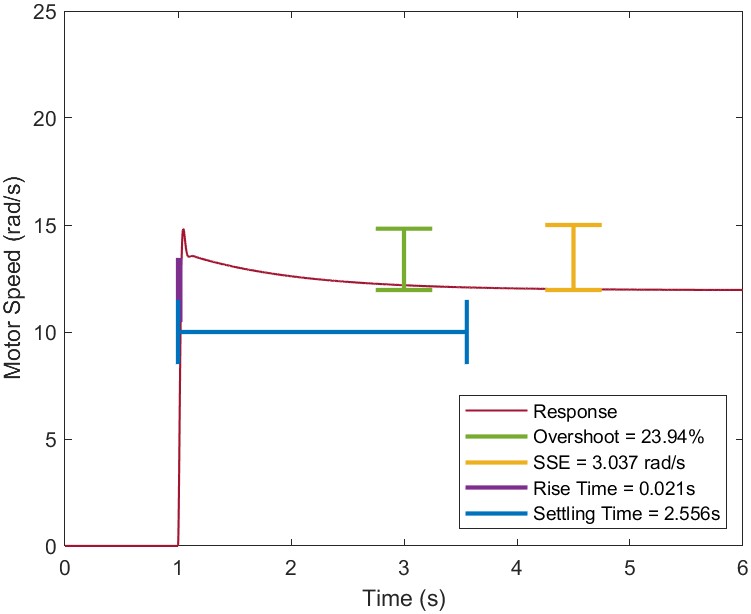 25
20
15
10
5
0
Motor Speed (rad/s)
Response
Overshoot = 23.94%
SSE = 3.037 rad/s
Rise Time = 0.021s
Settling Time = 2.556s
0 1 2 3 4 5 6
Time (s)